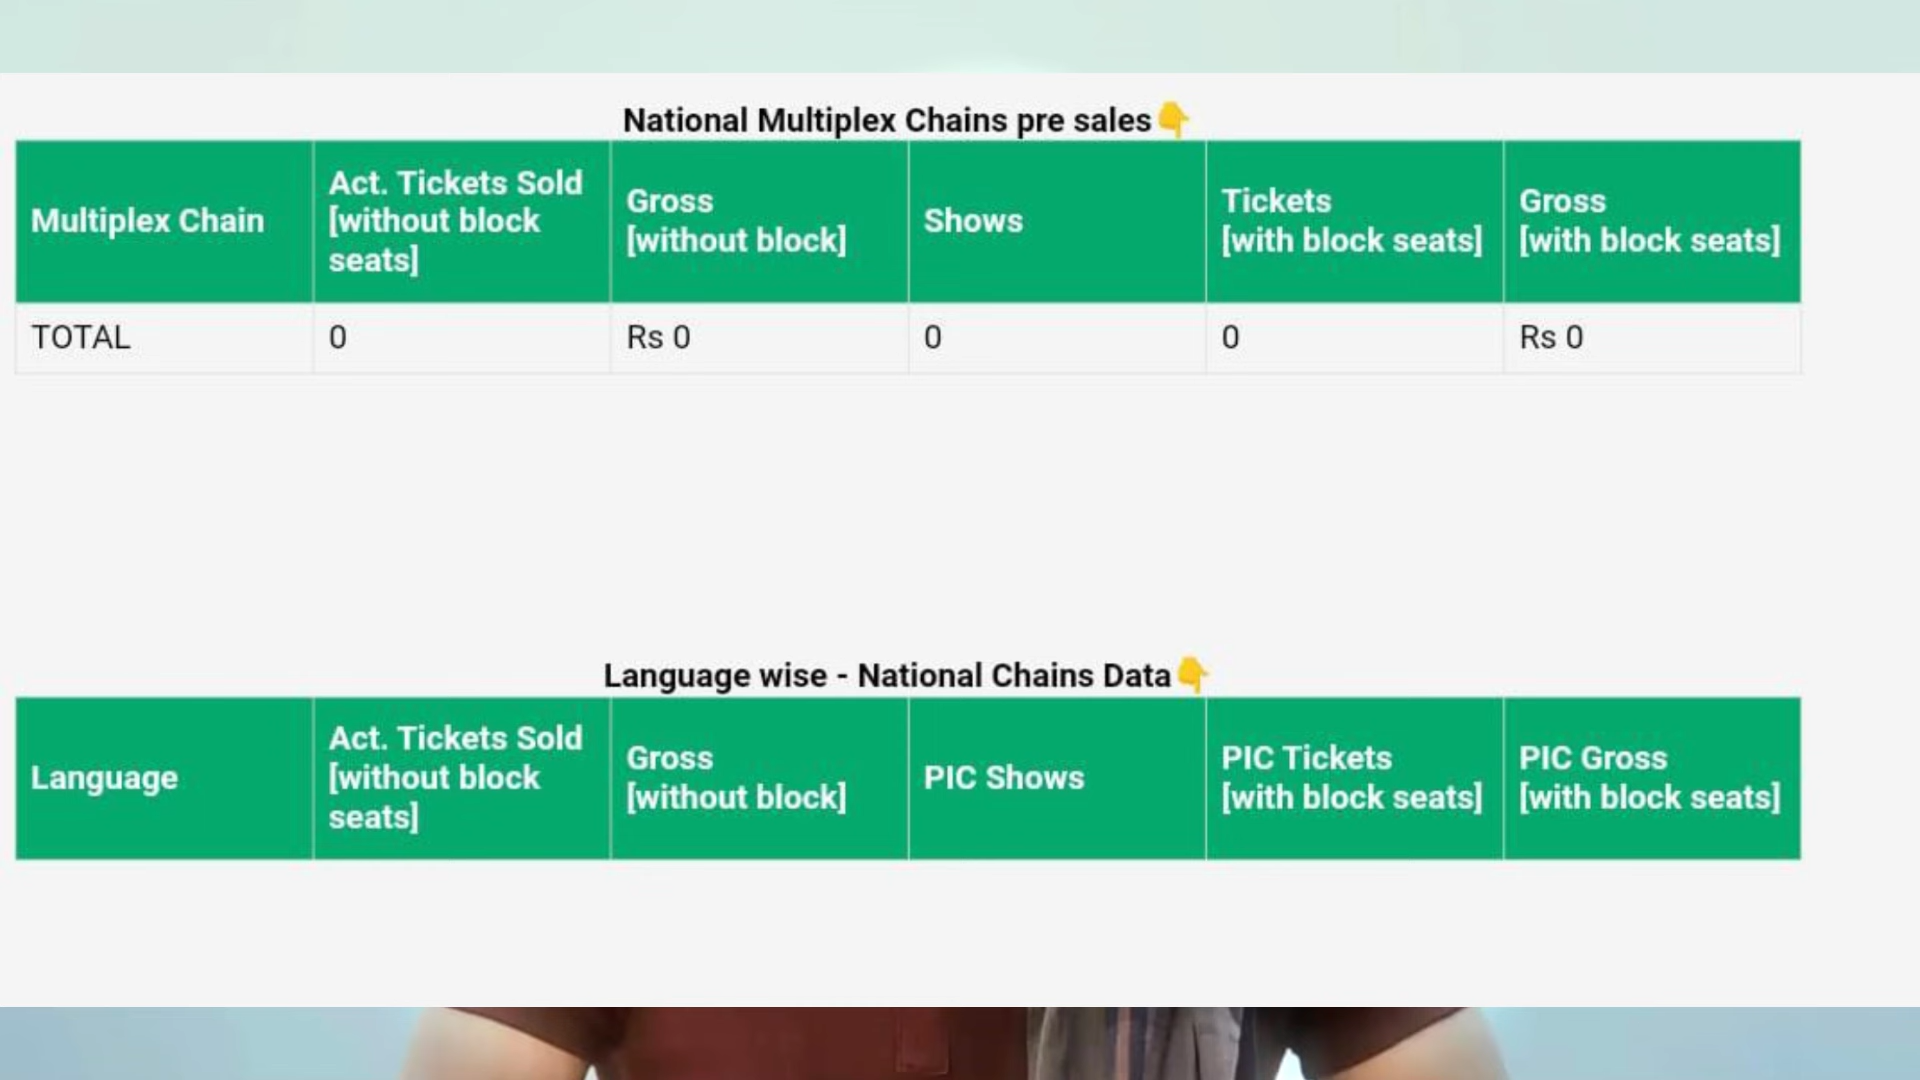 National Multiplex Chains pre sales👇
Multiplex Chain
Act. Tickets Sold
[without block
seats]
Gross
[without block]
Shows
Tickets
[with block seats]
Gross
[with block seats]
TOTAL
0
Rs 0
0
0
Rs 0
Language wise - National Chains Data👇
Language
Act. Tickets Sold
[without block
seats]
Gross
[without block]
PIC Shows
PIC Tickets
[with block seats]
PIC Gross
[with block seats]